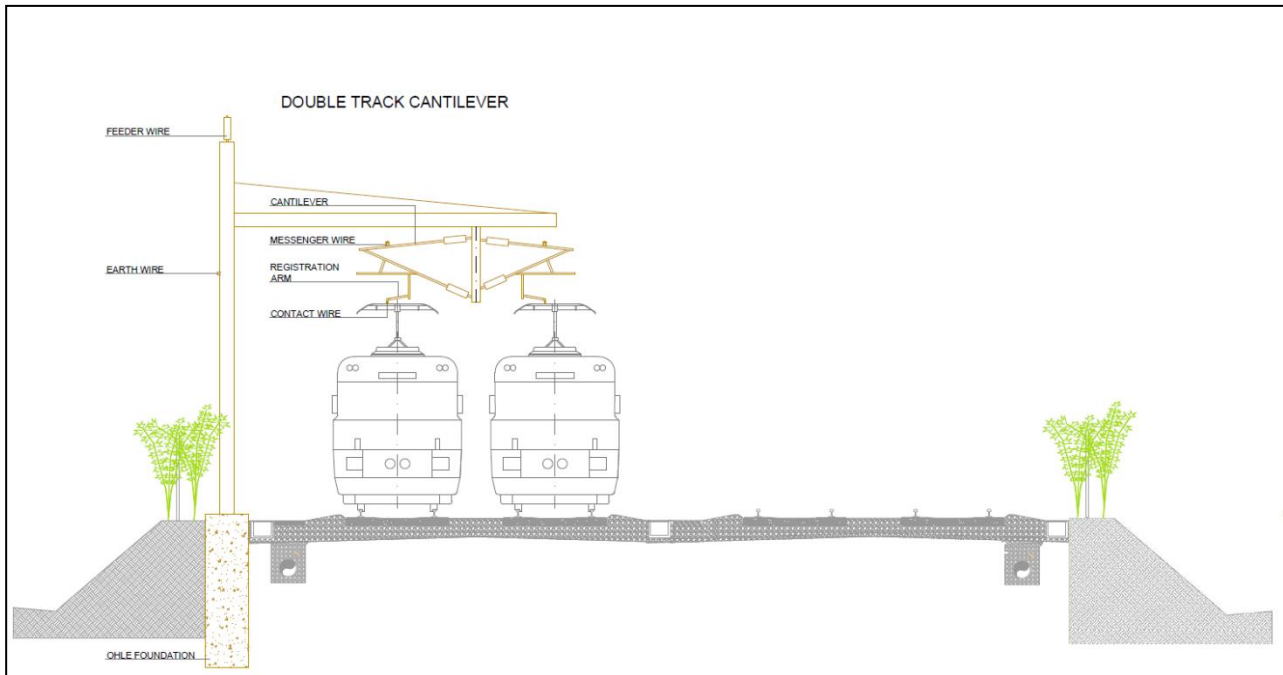 DOUBLE TRACK CANTILEVER
FEEDER WIRE
CANTILEVER
MESSENGER WIRE
EARTH WIRE
REGISTRATION
ARM
CONTACT WIRE
OHLE FOUNDATION